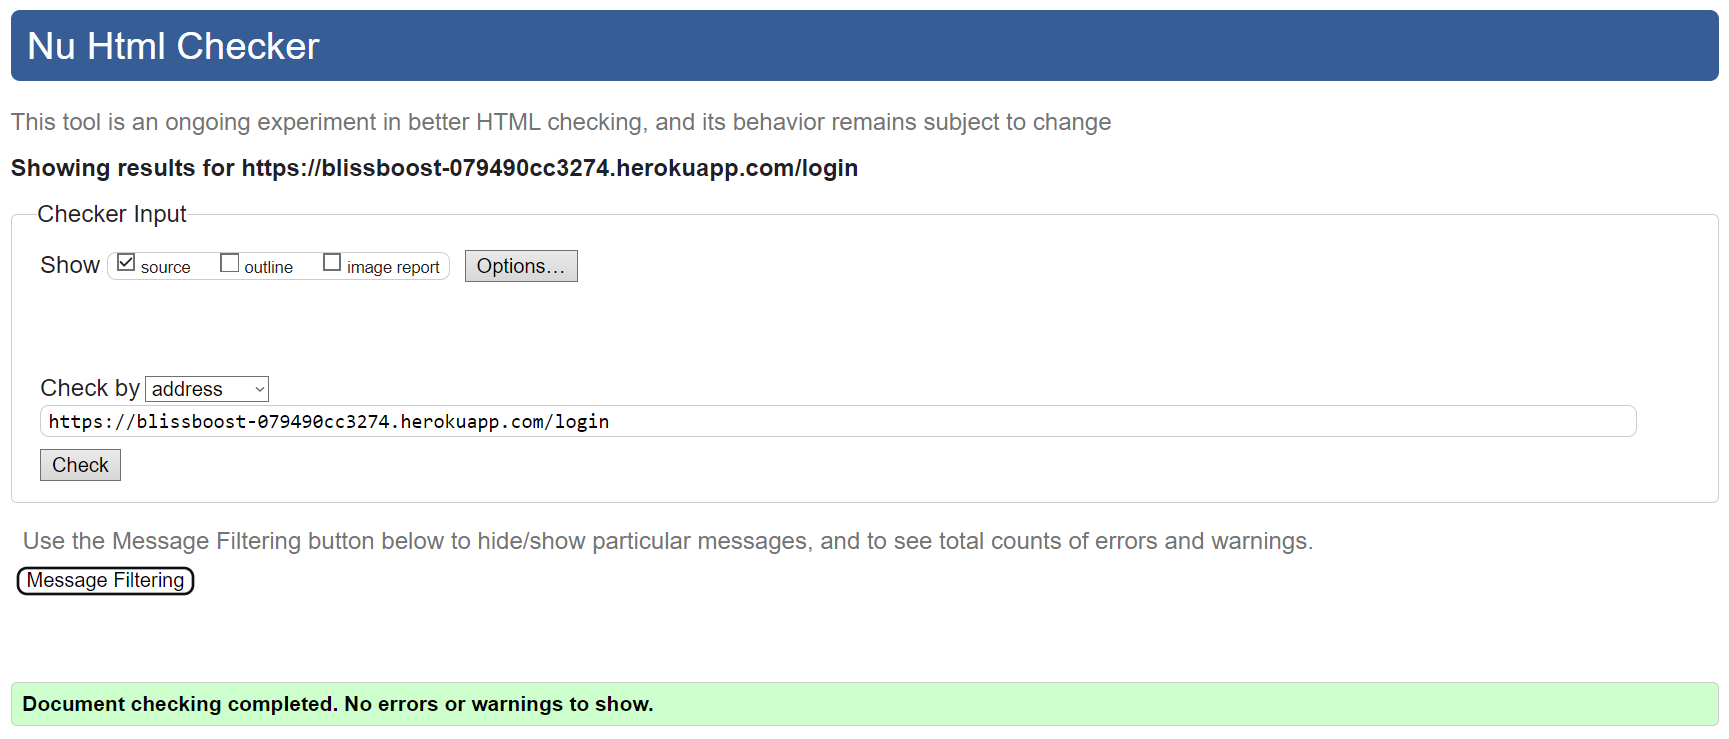 Nu Html Checker
This tool is an ongoing experiment in better HTML checking, and its behavior remains subject to change
Showing results for https://blissboost-079490cc3274.herokuapp.com/login
Checker Input
Show source outline image report Options…
Check by address
https://blissboost-079490cc3274.herokuapp.com/login
Check
Use the Message Filtering button below to hide/show particular messages, and to see total counts of errors and warnings.
Message Filtering
Document checking completed. No errors or warnings to show.